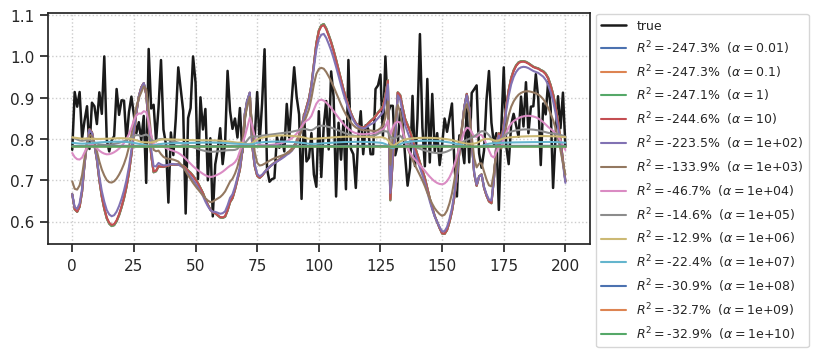 1.1
1.0
0.9
0.8
0.7
0.6
0
25
50
75
100
125
150
175
200
true
R² = -247.3% (α = 0.01)
R² = -247.3% (α = 0.1)
R² = -247.1% (α = 1)
R² = -244.6% (α = 10)
R² = -223.5% (α = 1e+02)
R² = -133.9% (α = 1e+03)
R² = -46.7% (α = 1e+04)
R² = -14.6% (α = 1e+05)
R² = -12.9% (α = 1e+06)
R² = -22.4% (α = 1e+07)
R² = -30.9% (α = 1e+08)
R² = -32.7% (α = 1e+09)
R² = -32.9% (α = 1e+10)